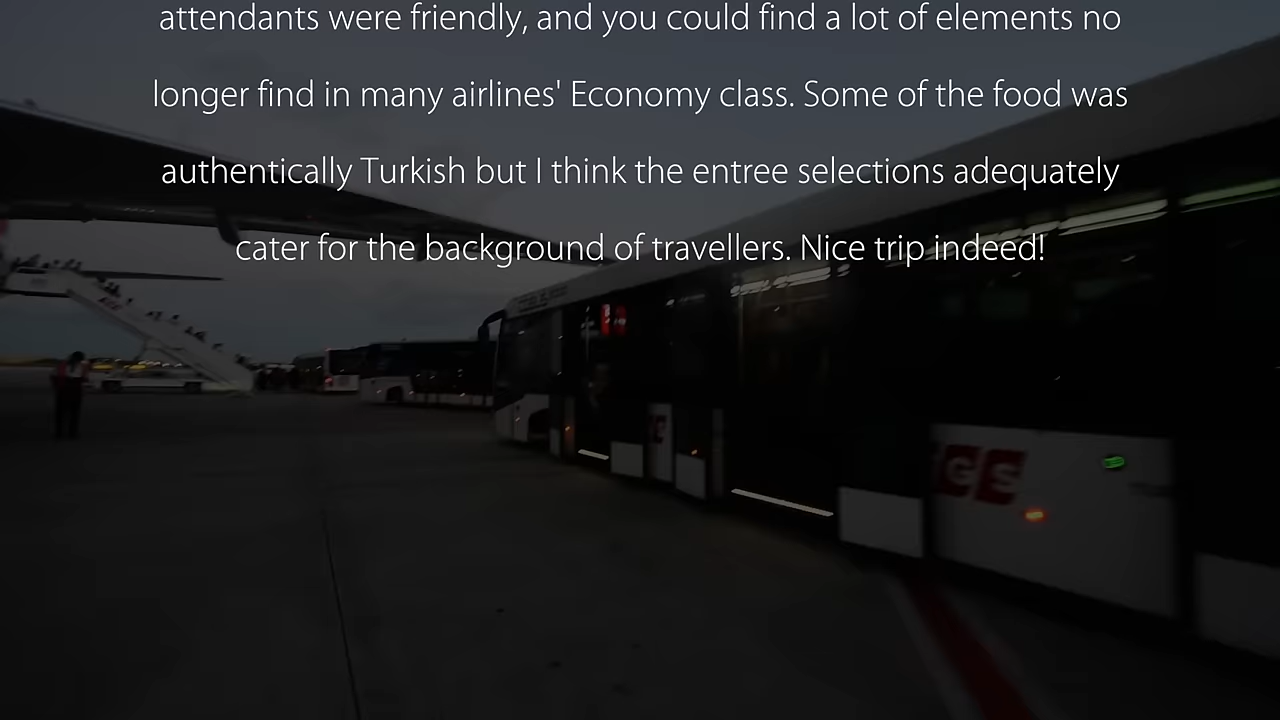 attendants were friendly, and you could find a lot of elements no
longer find in many airlines' Economy class. Some of the food was
authentically Turkish but I think the entree selections adequately
cater for the background of travellers. Nice trip indeed!
GS